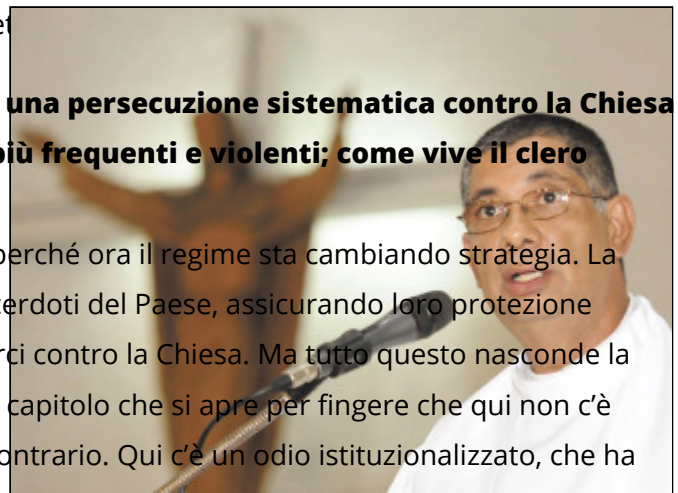 una persecuzione sistematica contro la Chiesa
più frequenti e violenti; come vive il clero
perché ora il regime sta cambiando strategia. La
erdoti del Paese, assicurando loro protezione
rci contro la Chiesa. Ma tutto questo nasconde la
capitolo che si apre per fingere che qui non c'è
ontrario. Qui c'è un odio istituzionalizzato, che ha